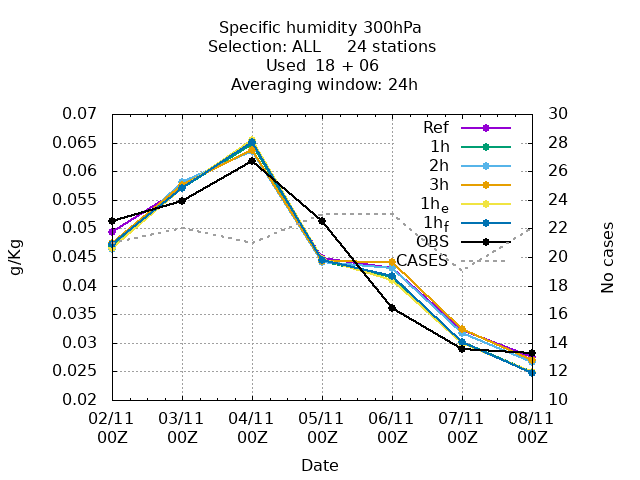 Specific humidity 300hPa
Selection: ALL 24 stations
Used 18 + 06
Averaging window: 24h
0.07
0.065
0.06
0.055
0.05
0.045
0.04
0.035
0.03
0.025
0.02
g/Kg
30
28
26
24
22
20
18
16
14
12
10
No cases
Ref
1h
2h
3h
1he
1hf
OBS
CASES
02/11 03/11 04/11 05/11 06/11 07/11 08/11
00Z 00Z 00Z 00Z 00Z 00Z 00Z
Date